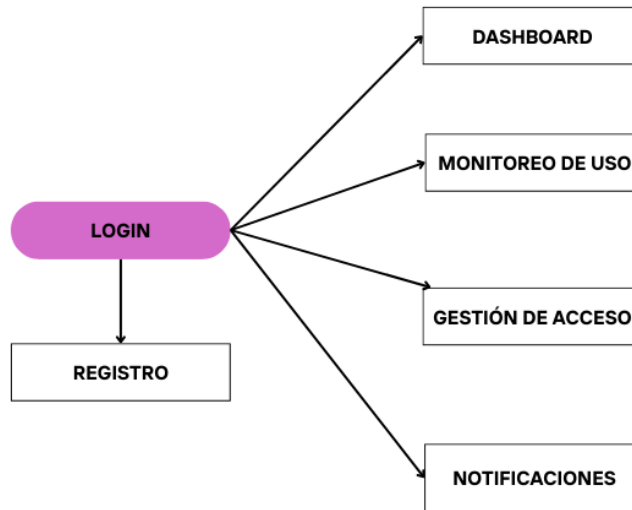 DASHBOARD
MONITOREO DE USO
LOGIN
GESTIÓN DE ACCESO
REGISTRO
NOTIFICACIONES